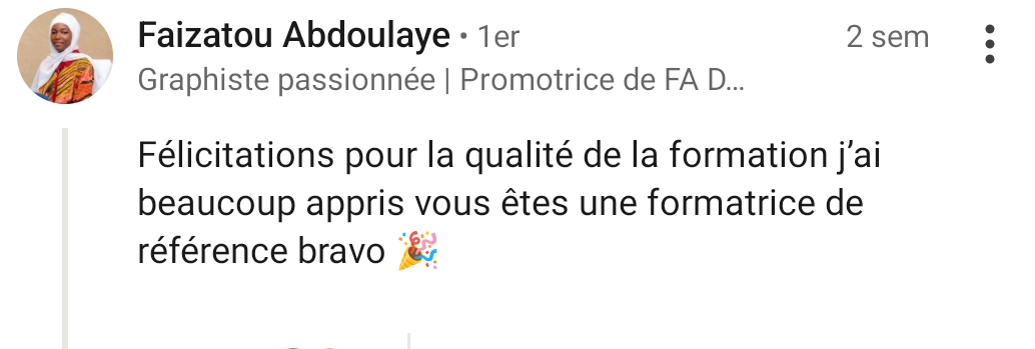 Faizatou Abdoulaye • 1er 2 sem
Graphiste passionnée | Promotrice de FA D...
Félicitations pour la qualité de la formation j’ai
beaucoup appris vous êtes une formatrice de
référence bravo 🎉